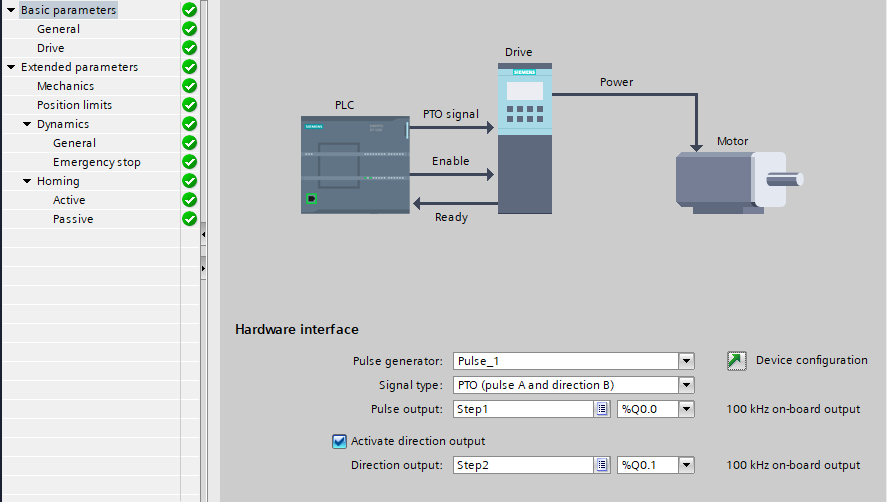 Basic parameters
General
Drive
Extended parameters
Mechanics
Position limits
Dynamics
General
Emergency stop
Homing
Active
Passive
Drive
SIEMENS
Power
PLC
PTO signal
SIEMENS
Motor
Enable
Ready
Hardware interface
Pulse generator: Pulse_1 Device configuration
Signal type: PTO (pulse A and direction B)
Pulse output: Step1 %Q0.0 100 kHz on-board output
Activate direction output
Direction output: Step2 %Q0.1 100 kHz on-board output